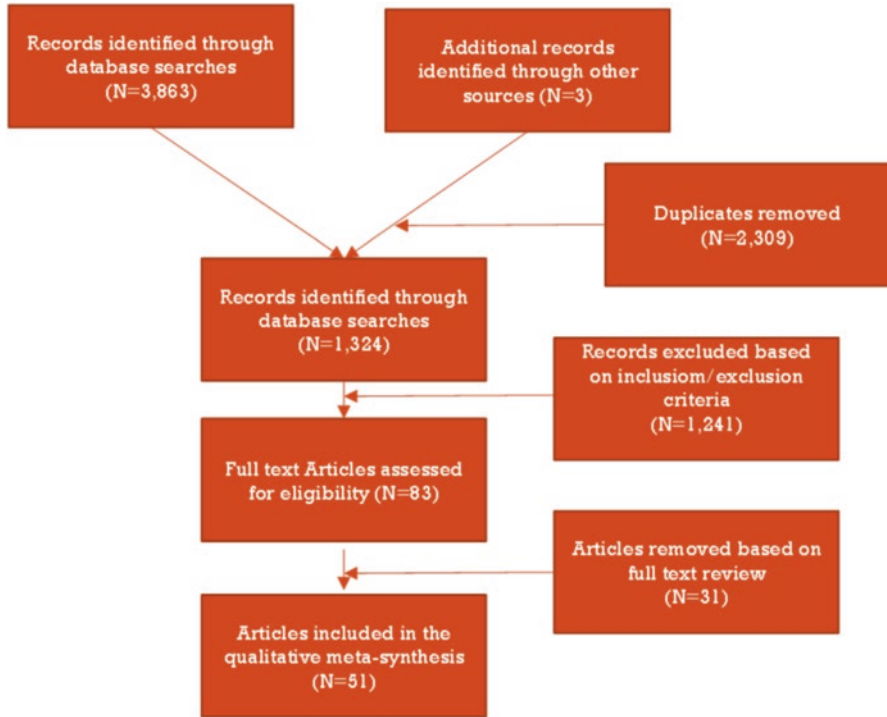 Records identified through
database searches
(N=3,863)
Additional records
identified through other
sources (N=3)
Duplicates removed
(N=2,309)
Records identified through
database searches
(N=1,324)
Records excluded based
on inclusiom/exclusion
criteria
(N=1,241)
Full text Articles assessed
for eligibility (N=83)
Articles removed based on
full text review
(N=31)
Articles included in the
qualitative meta-synthesis
(N=51)